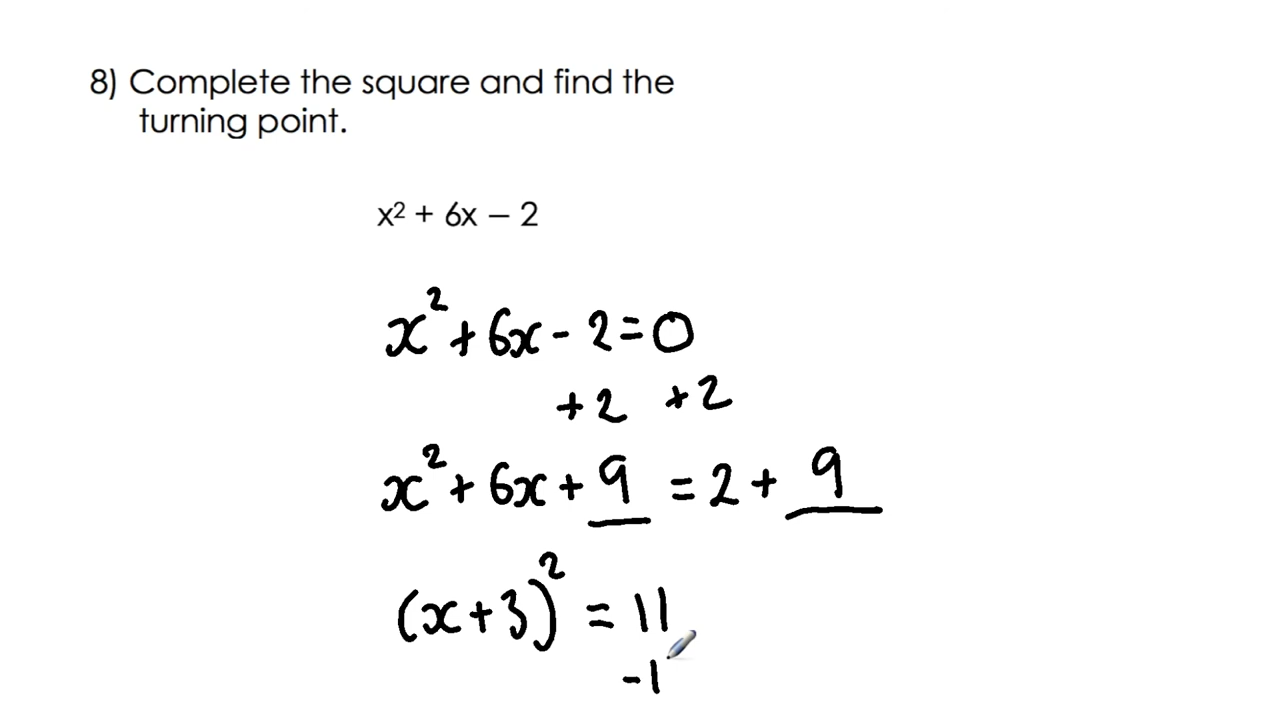 8) Complete the square and find the
turning point.
x² + 6x – 2
x² + 6x - 2 = 0
+2 +2
x² + 6x + 9 = 2 + 9
(x+3)² = 11
-1